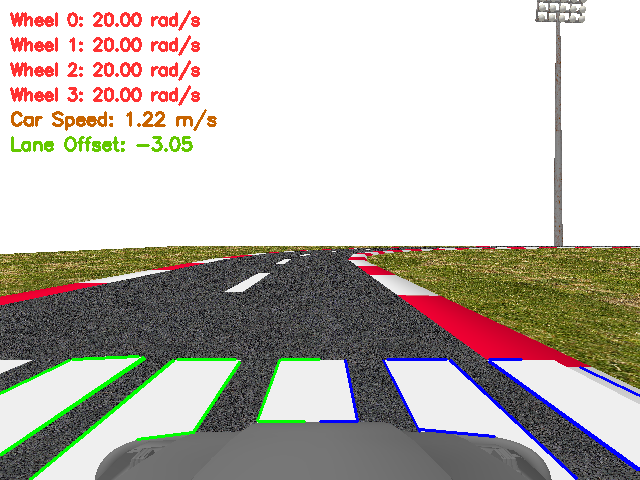 Wheel 0: 20.00 rad/s
Wheel 1: 20.00 rad/s
Wheel 2: 20.00 rad/s
Wheel 3: 20.00 rad/s
Car Speed: 1.22 m/s
Lane Offset: -3.05